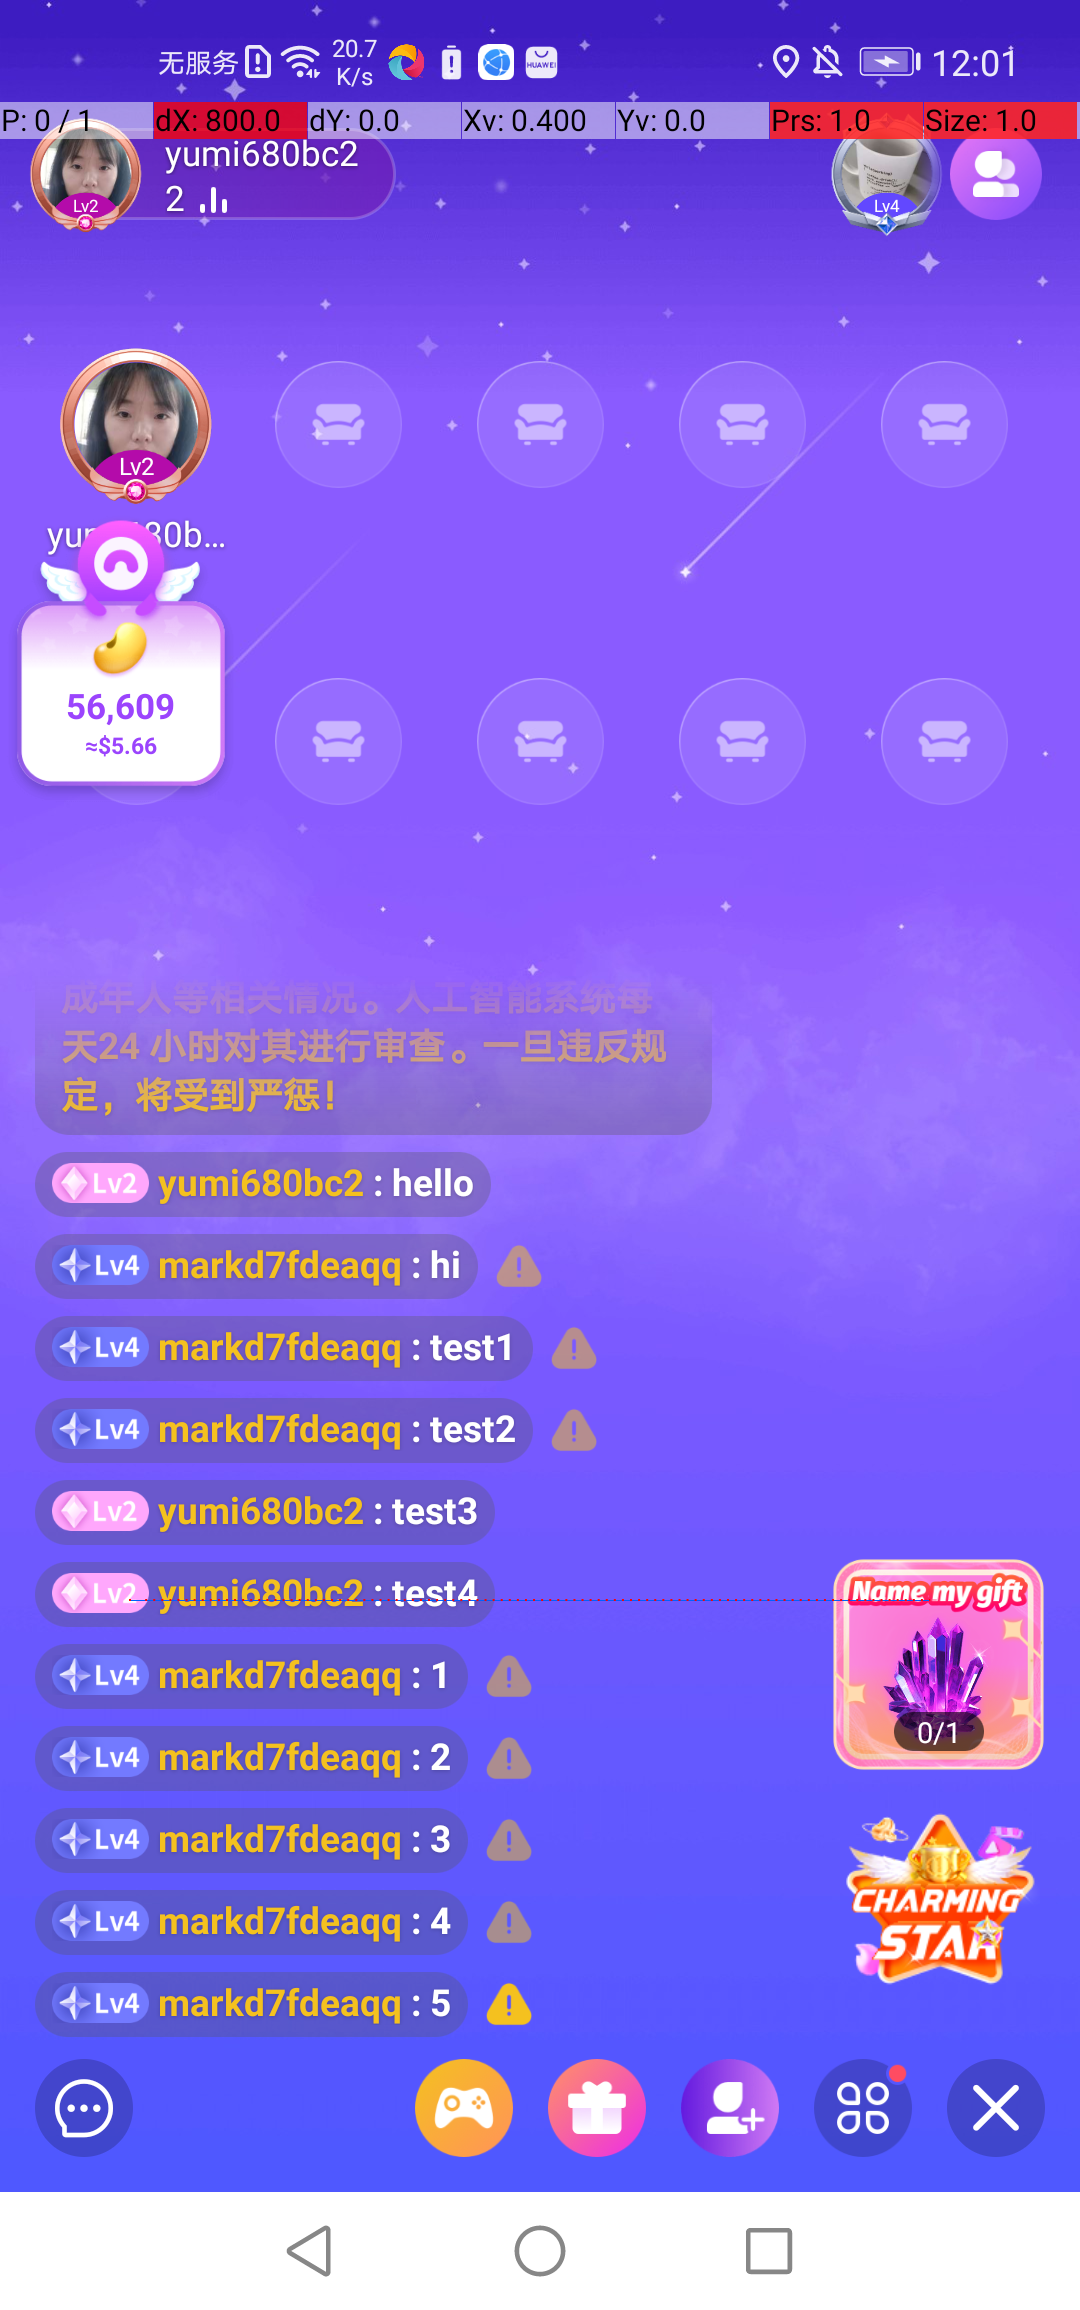 无服务
20.7
K/s
HUAWEI
12:01
P: 0 / 1
dX: 800.0
dY: 0.0
Xv: 0.400
Yv: 0.0
Prs: 1.0
Size: 1.0
yumi680bc2
Lv2
2
Lv4
Lv2
yumi680b...
56,609
≈$5.66
成年人等相关情况。人工智能系统每
天24 小时对其进行审查。一旦违反规
定，将受到严惩！
Lv2 yumi680bc2 : hello
Lv4 markd7fdeaqq : hi
Lv4 markd7fdeaqq : test1
Lv4 markd7fdeaqq : test2
Lv2 yumi680bc2 : test3
Lv2 yumi680bc2 : test4
Name my gift
Lv4 markd7fdeaqq : 1
0/1
Lv4 markd7fdeaqq : 2
Lv4 markd7fdeaqq : 3
CHARMING
STAR
Lv4 markd7fdeaqq : 4
Lv4 markd7fdeaqq : 5